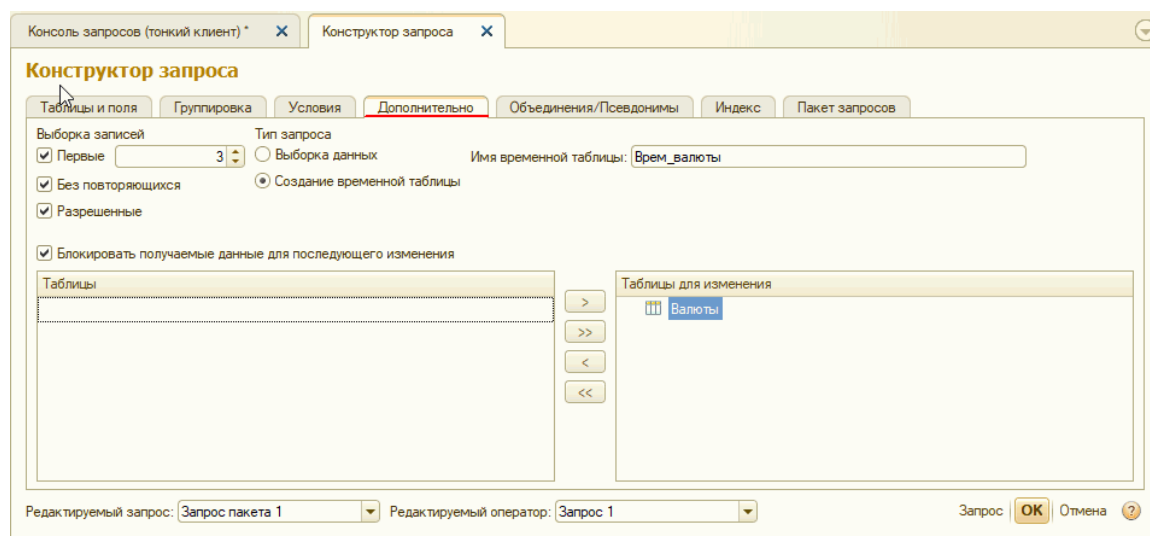 Консоль запросов (тонкий клиент) * X Конструктор запроса X
Конструктор запроса
Таблицы и поля Группировка Условия Дополнительно Объединения/Псевдонимы Индекс Пакет запросов
Выборка записей Тип запроса
Первые 3 Выборка данных Имя временной таблицы: Врем_валюты
Без повторяющихся Создание временной таблицы
Разрешенные
Блокировать получаемые данные для последующего изменения
Таблицы Таблицы для изменения
> Валюты
>>
<
<<
Редактируемый запрос: Запрос пакета 1 Редактируемый оператор: Запрос 1 Запрос ОК Отмена ?